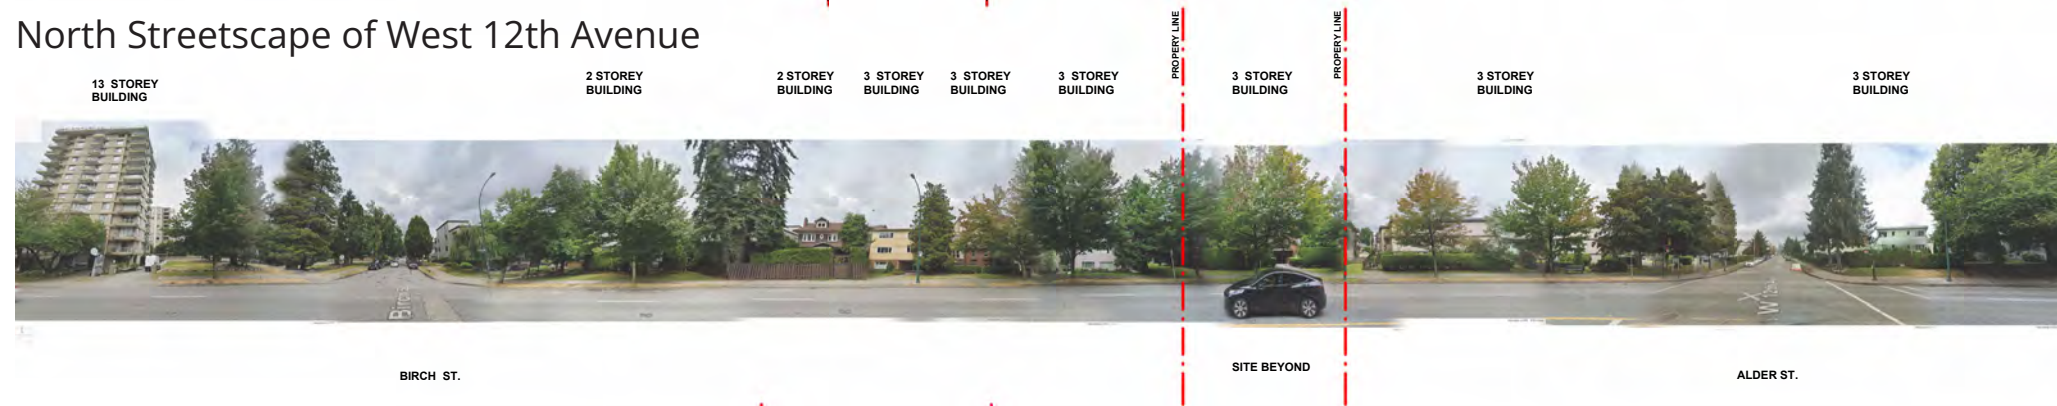 North Streetscape of West 12th Avenue
PROPERY LINE
PROPERY LINE
13 STOREY
BUILDING
2 STOREY
BUILDING
2 STOREY
BUILDING
3 STOREY
BUILDING
3 STOREY
BUILDING
3 STOREY
BUILDING
3 STOREY
BUILDING
3 STOREY
BUILDING
3 STOREY
BUILDING
BIRCH ST.
SITE BEYOND
ALDER ST.